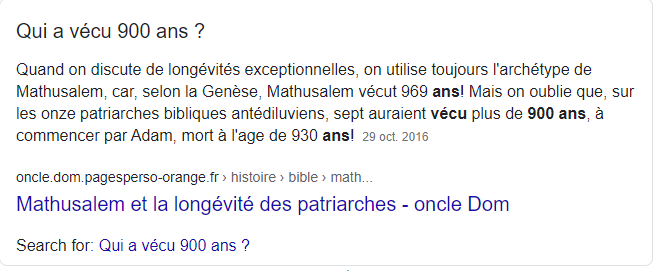 Qui a vécu 900 ans ?
Quand on discute de longévités exceptionnelles, on utilise toujours l'archétype de
Mathusalem, car, selon la Genèse, Mathusalem vécut 969 ans! Mais on oublie que, sur
les onze patriarches bibliques antédiluviens, sept auraient vécu plus de 900 ans, à
commencer par Adam, mort à l'age de 930 ans! 29 oct. 2016
oncle.dom.pagesperso-orange.fr › histoire › bible › math...
Mathusalem et la longévité des patriarches - oncle Dom
Search for: Qui a vécu 900 ans ?